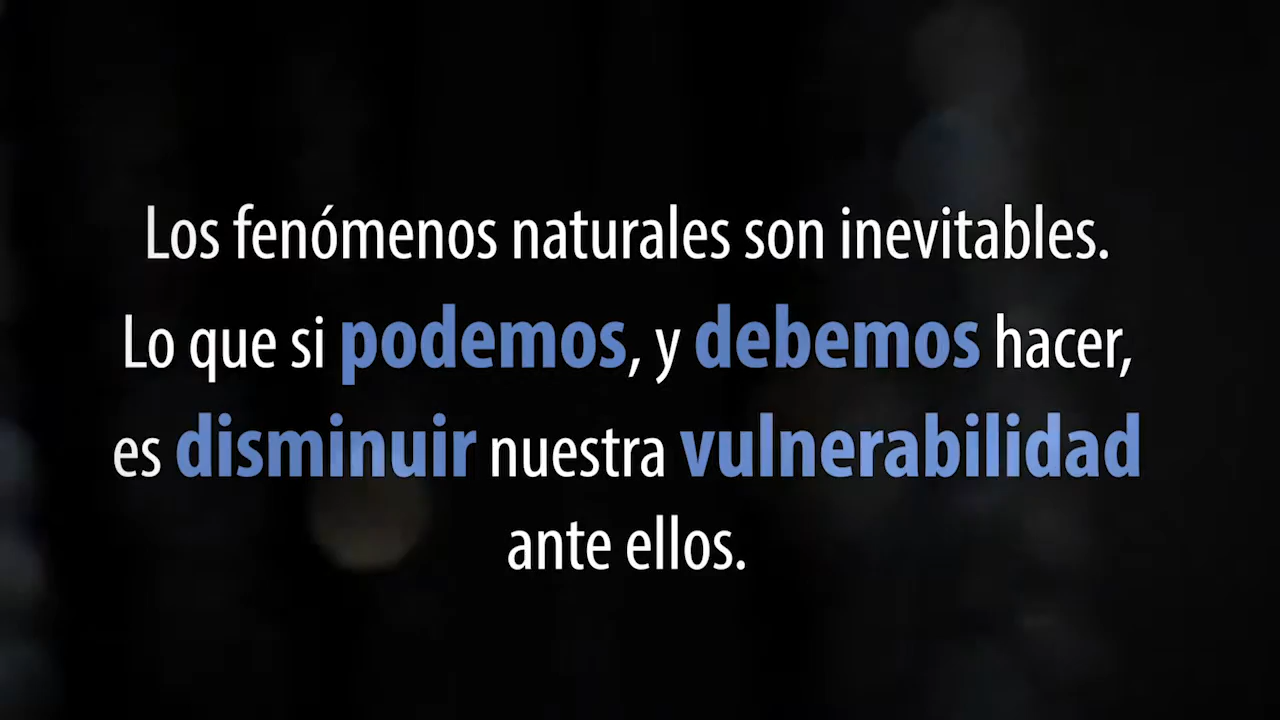 Los fenómenos naturales son inevitables.
Lo que si podemos, y debemos hacer,
es disminuir nuestra vulnerabilidad
ante ellos.